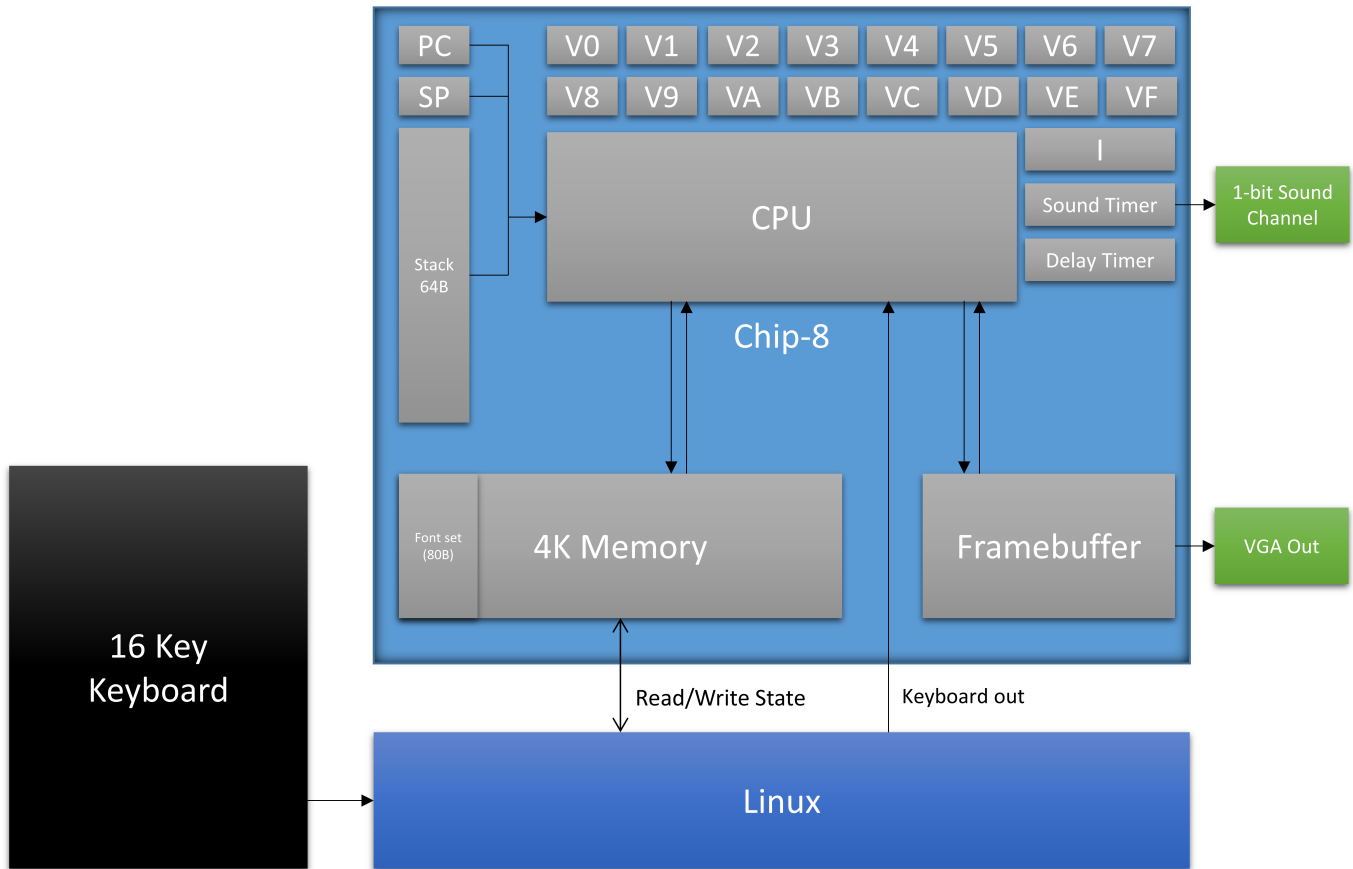 PC
V0
V1
V2
V3
V4
V5
V6
V7
SP
V8
V9
VA
VB
VC
VD
VE
VF
I
CPU
Sound Timer
1-bit Sound
Channel
Delay Timer
Stack
64B
Chip-8
Font set
(80B)
4K Memory
Framebuffer
VGA Out
16 Key
Keyboard
Read/Write State
Keyboard out
Linux